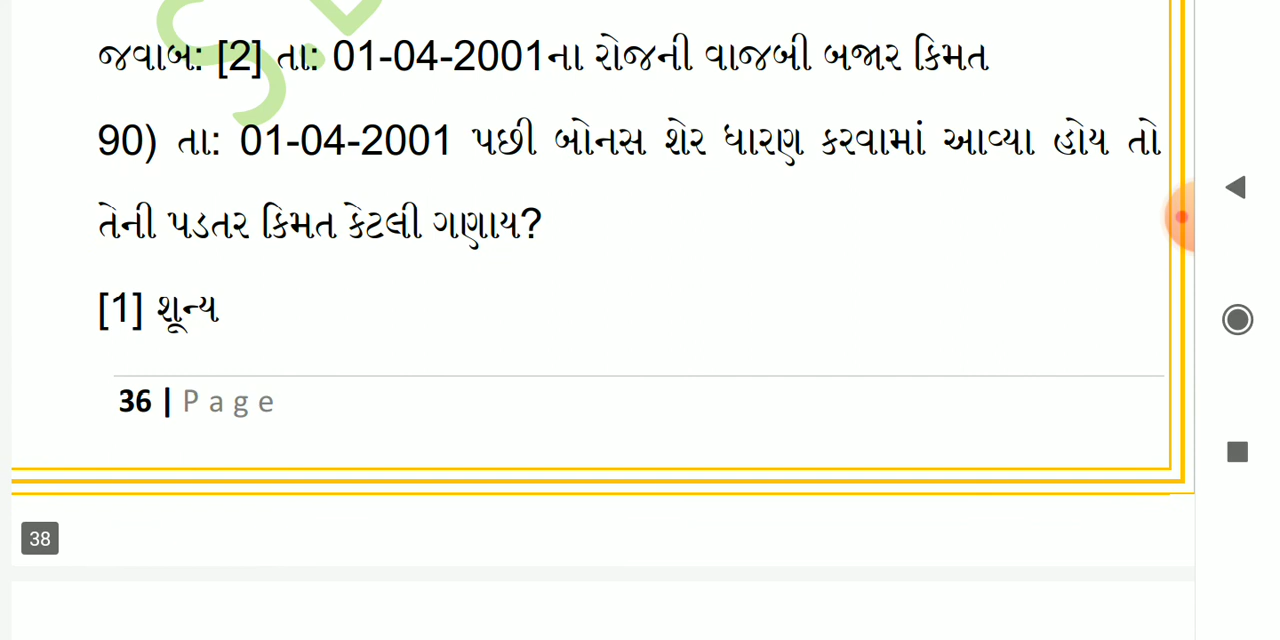 જવાબ: [2] તા: 01-04-2001ના રોજની વાજબી બજાર કિમત
90) તા: 01-04-2001 પછી બોનસ શેર ધારણ કરવામાં આવ્યા હોય તો
તેની પડતર કિમત કેટલી ગણાય?
[1] શૂન્ય
36 | Page
38